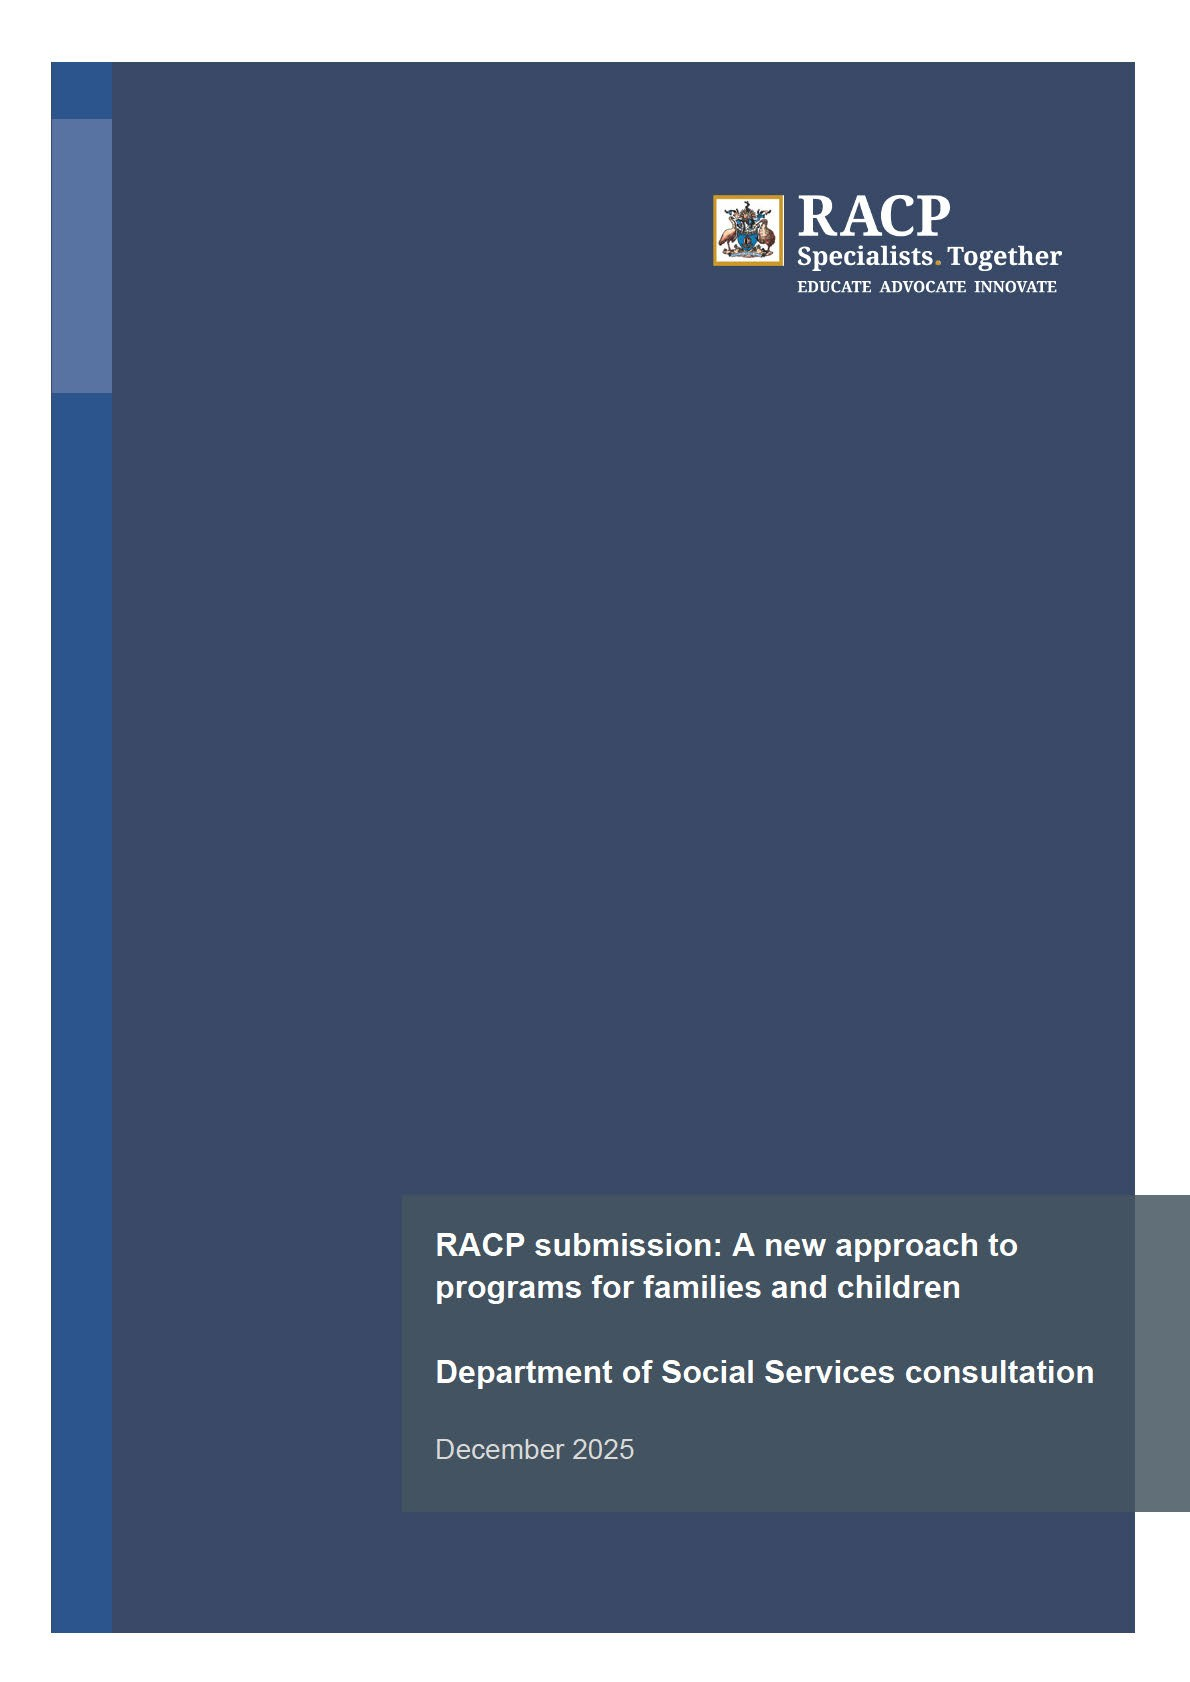 RACP
Specialists. Together
EDUCATE ADVOCATE INNOVATE
RACP submission: A new approach to
programs for families and children
Department of Social Services consultation
December 2025